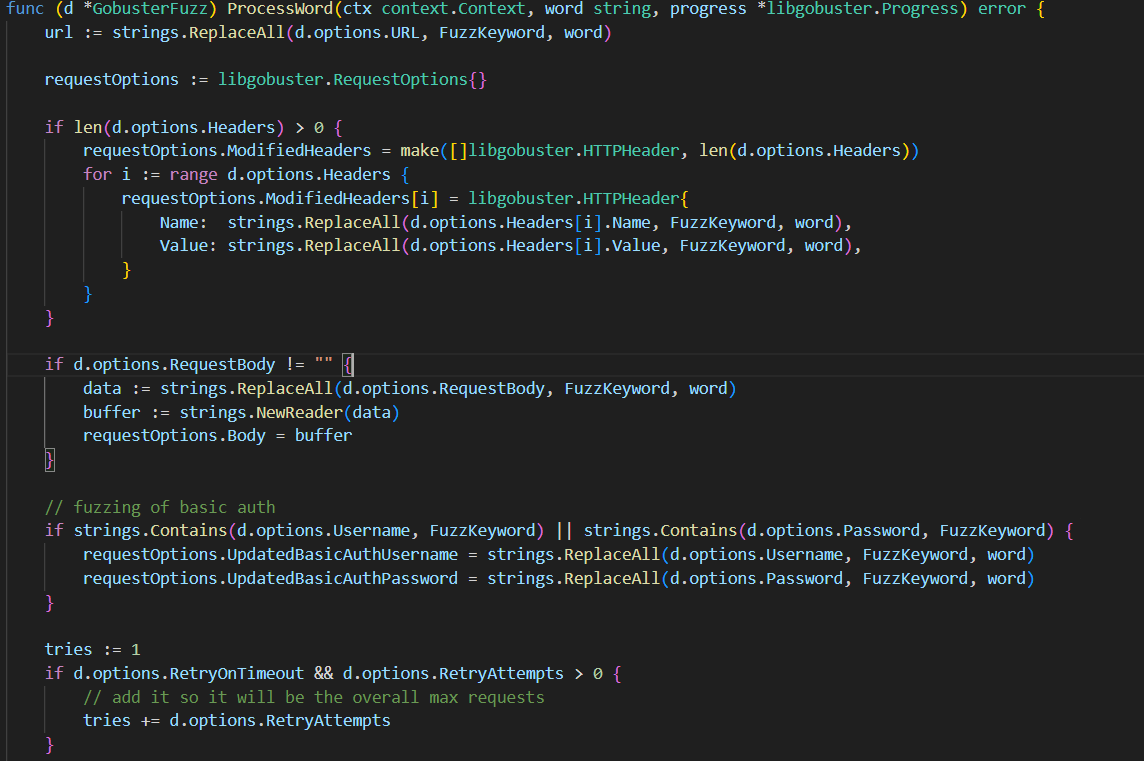 func (d *GobusterFuzz) ProcessWord(ctx context.Context, word string, progress *libgobuster.Progress) error {
    url := strings.ReplaceAll(d.options.URL, FuzzKeyword, word)

    requestOptions := libgobuster.RequestOptions{}

    if len(d.options.Headers) > 0 {
        requestOptions.ModifiedHeaders = make([]libgobuster.HTTPHeader, len(d.options.Headers))
        for i := range d.options.Headers {
            requestOptions.ModifiedHeaders[i] = libgobuster.HTTPHeader{
                Name:  strings.ReplaceAll(d.options.Headers[i].Name, FuzzKeyword, word),
                Value: strings.ReplaceAll(d.options.Headers[i].Value, FuzzKeyword, word),
            }
        }
    }

    if d.options.RequestBody != "" {
        data := strings.ReplaceAll(d.options.RequestBody, FuzzKeyword, word)
        buffer := strings.NewReader(data)
        requestOptions.Body = buffer
    }

    // fuzzing of basic auth
    if strings.Contains(d.options.Username, FuzzKeyword) || strings.Contains(d.options.Password, FuzzKeyword) {
        requestOptions.UpdatedBasicAuthUsername = strings.ReplaceAll(d.options.Username, FuzzKeyword, word)
        requestOptions.UpdatedBasicAuthPassword = strings.ReplaceAll(d.options.Password, FuzzKeyword, word)
    }

    tries := 1
    if d.options.RetryOnTimeout && d.options.RetryAttempts > 0 {
        // add it so it will be the overall max requests
        tries += d.options.RetryAttempts
    }